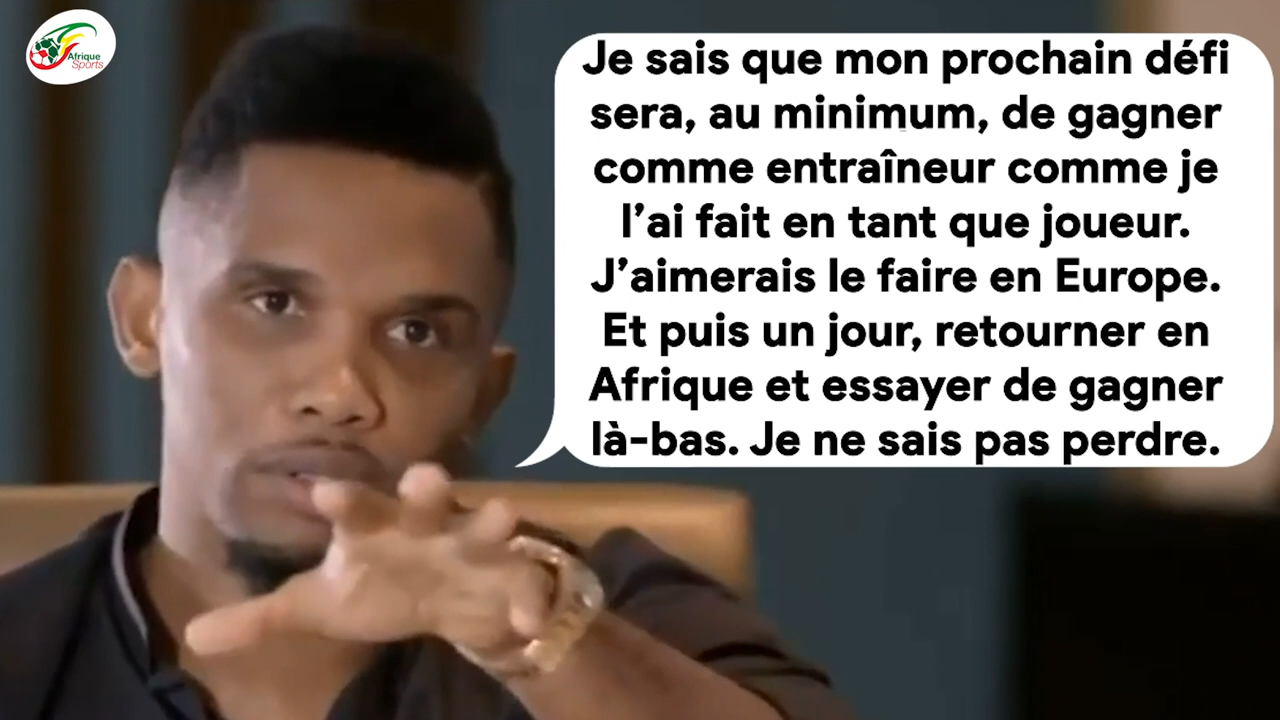 Afrique
Sports
Je sais que mon prochain défi
sera, au minimum, de gagner
comme entraîneur comme je
l’ai fait en tant que joueur.
J’aimerais le faire en Europe.
Et puis un jour, retourner en
Afrique et essayer de gagner
là-bas. Je ne sais pas perdre.